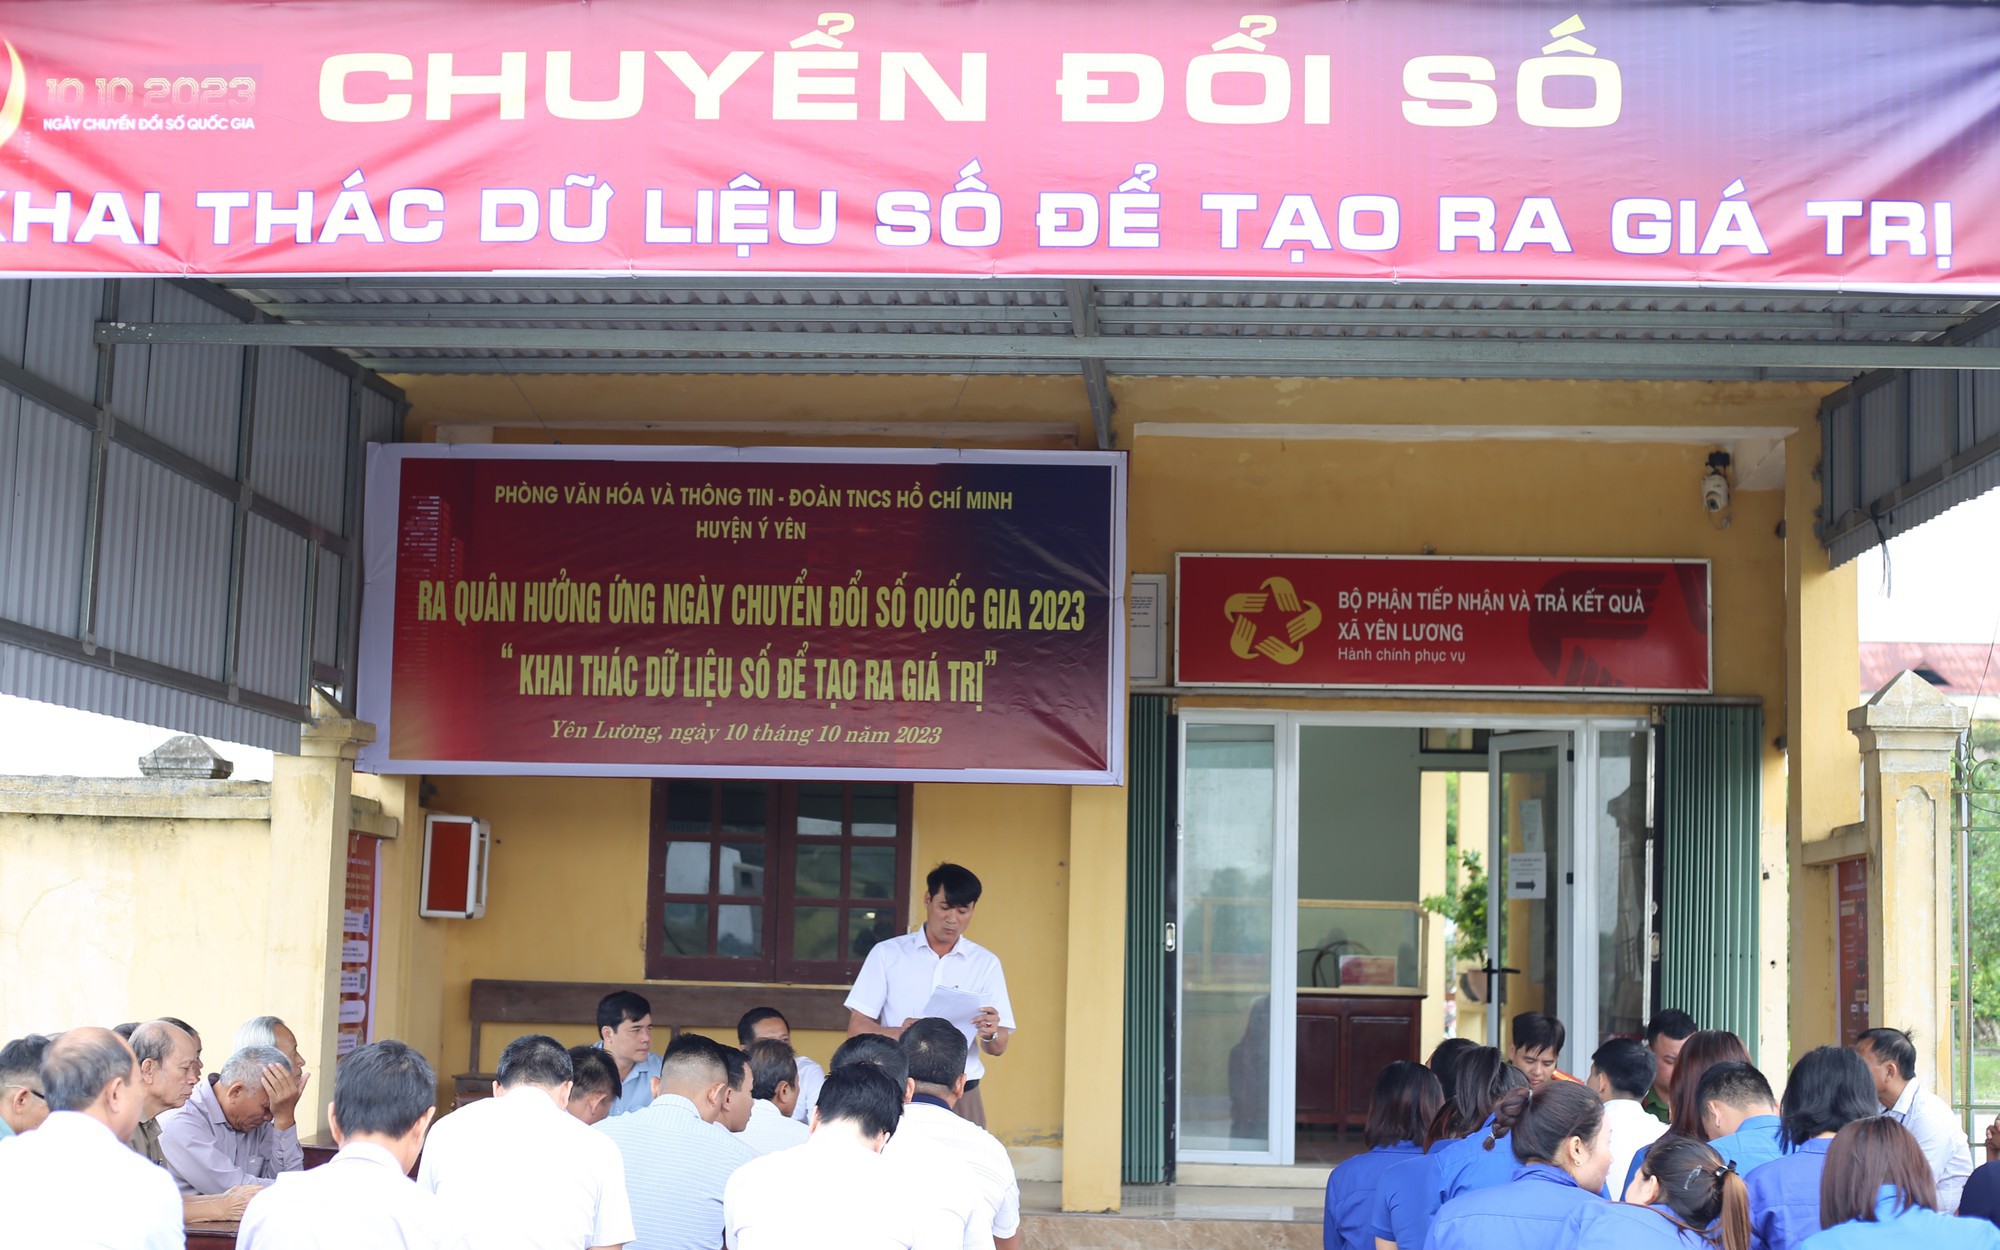 CHUYỂN ĐỔI SỐ
10.10.2023
NGÀY CHUYỂN ĐỔI SỐ QUỐC GIA
KHAI THÁC DỮ LIỆU SỐ ĐỂ TẠO RA GIÁ TRỊ
PHÒNG VĂN HÓA VÀ THÔNG TIN - ĐOÀN TNCS HỒ CHÍ MINH
HUYỆN Ý YÊN
RA QUÂN HƯỞNG ỨNG NGÀY CHUYỂN ĐỔI SỐ QUỐC GIA 2023
“ KHAI THÁC DỮ LIỆU SỐ ĐỂ TẠO RA GIÁ TRỊ”
Yên Lương, ngày 10 tháng 10 năm 2023
BỘ PHẬN TIẾP NHẬN VÀ TRẢ KẾT QUẢ
XÃ YÊN LƯƠNG
Hành chính phục vụ